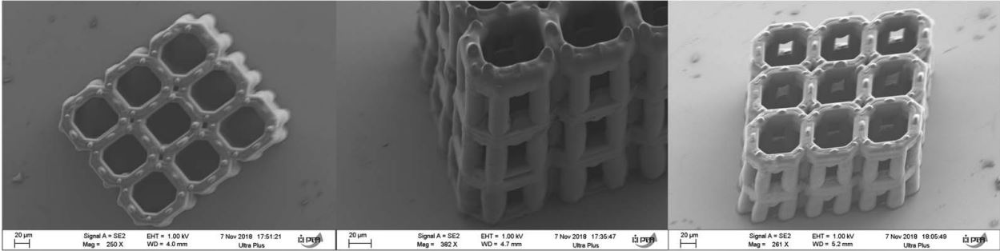 20 µm
Signal A = SE2
Mag = 250 X
EHT = 1.00 kV
WD = 4.0 mm
7 Nov 2018 17:51:21
Ultra Plus
20 µm
Signal A = SE2
Mag = 382 X
EHT = 1.00 kV
WD = 4.7 mm
7 Nov 2018 17:35:47
Ultra Plus
20 µm
Signal A = SE2
Mag = 261 X
EHT = 1.00 kV
WD = 5.2 mm
7 Nov 2018 18:05:49
Ultra Plus